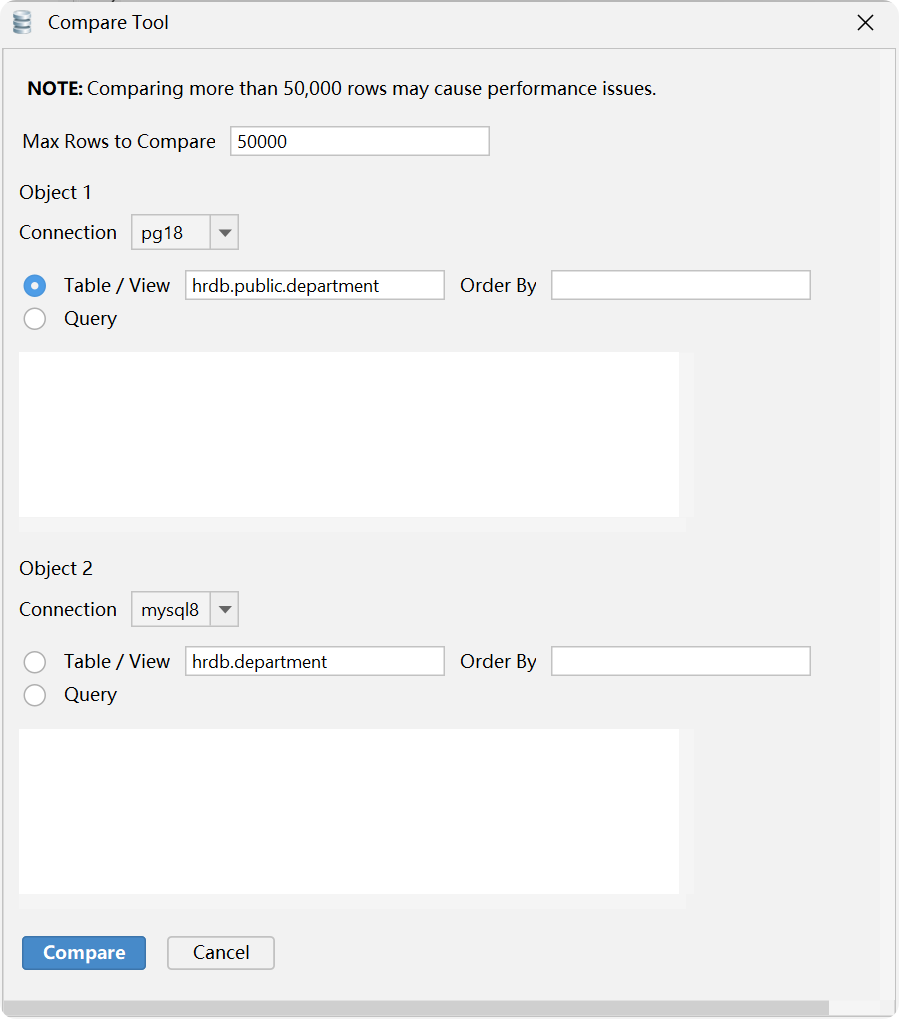 Compare Tool
NOTE: Comparing more than 50,000 rows may cause performance issues.
Max Rows to Compare 50000
Object 1
Connection pg18
Table / View hrdb.public.department Order By
Query
Object 2
Connection mysql8
Table / View hrdb.department Order By
Query
Compare Cancel